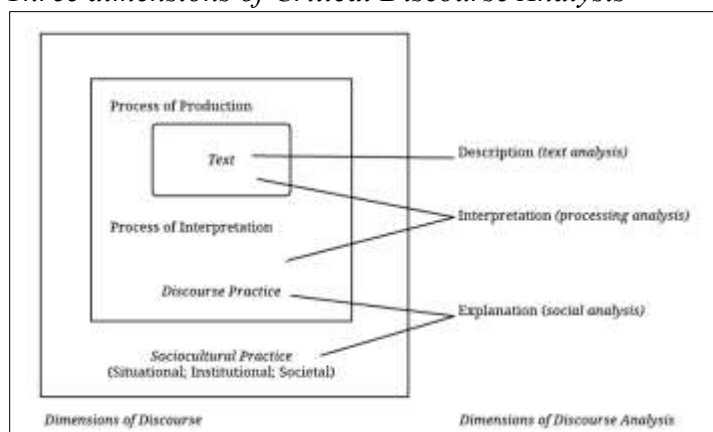 Three dimensions of Critical Discourse Analysis
Process of Production
Text
Description (text analysis)
Interpretation (processing analysis)
Process of Interpretation
Discourse Practice
Explanation (social analysis)
Sociocultural Practice
(Situational; Institutional; Societal)
Dimensions of Discourse
Dimensions of Discourse Analysis